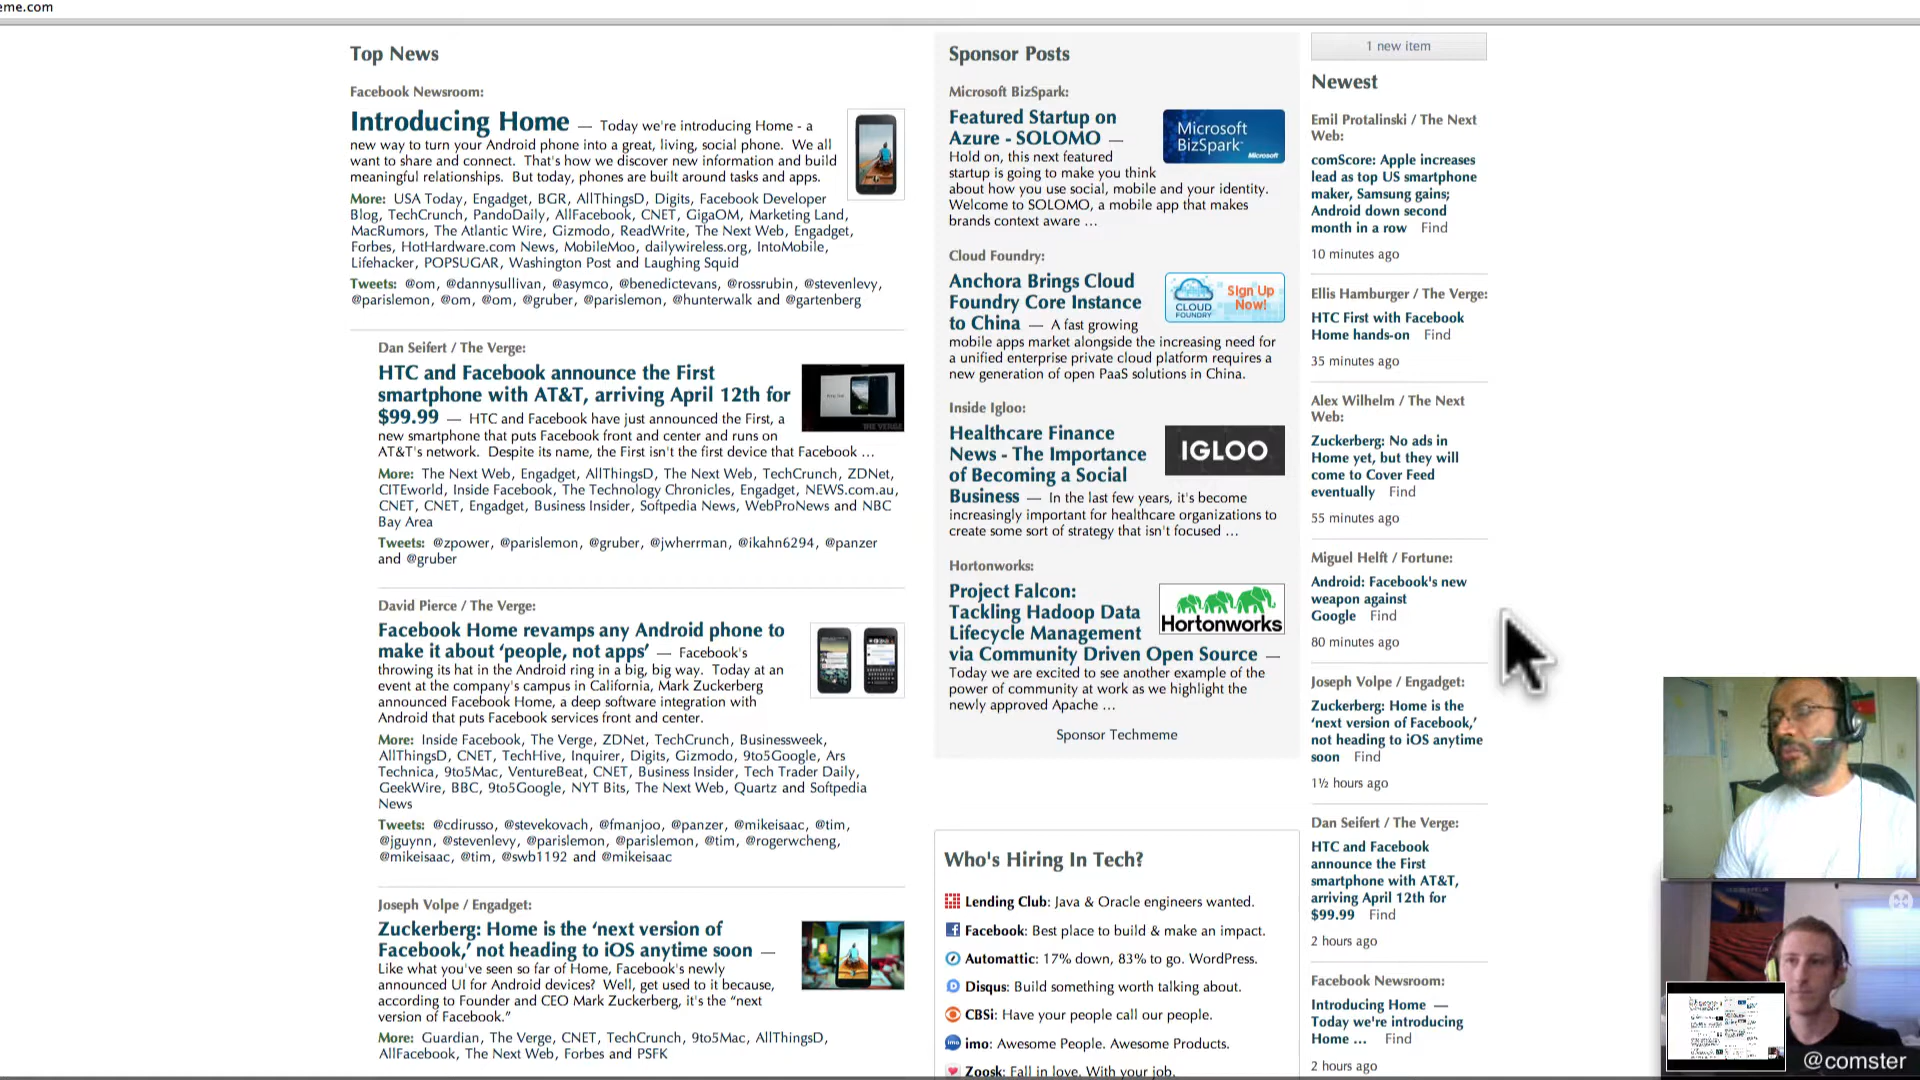 eme.com
Top News
Facebook Newsroom:
Introducing Home — Today we're introducing Home - a
new way to turn your Android phone into a great, living, social phone. We all
want to share and connect. That's how we discover new information and build
meaningful relationships. But today, phones are built around tasks and apps.
More: USA Today, Engadget, BGR, AllThingsD, Digits, Facebook Developer
Blog, TechCrunch, PandoDaily, AllFacebook, CNET, GigaOM, Marketing Land,
MacRumors, The Atlantic Wire, Gizmodo, ReadWrite, The Next Web, Engadget,
Forbes, HotHardware.com News, MobileMoo, dailywireless.org, IntoMobile,
Lifehacker, POPSUGAR, Washington Post and Laughing Squid
Tweets: @om, @dannysullivan, @asymco, @benedictevans, @rossrubin, @stevenlevy,
@parislemon, @om, @om, @gruber, @parislemon, @hunterwalk and @gartenberg
Dan Seifert / The Verge:
HTC and Facebook announce the First
smartphone with AT&T, arriving April 12th for
$99.99 — HTC and Facebook have just announced the First, a
new smartphone that puts Facebook front and center and runs on
AT&T's network. Despite its name, the First isn't the first device that Facebook ...
THE VERGE
More: The Next Web, Engadget, AllThingsD, The Next Web, TechCrunch, ZDNet,
CITEworld, Inside Facebook, The Technology Chronicles, Engadget, NEWS.com.au,
CNET, CNET, Engadget, Business Insider, Softpedia News, WebProNews and NBC
Bay Area
Tweets: @zpower, @parislemon, @gruber, @jwherrman, @ikahn6294, @panzer
and @gruber
David Pierce / The Verge:
Facebook Home revamps any Android phone to
make it about ‘people, not apps’ — Facebook's
throwing its hat in the Android ring in a big, big way. Today at an
event at the company's campus in California, Mark Zuckerberg
announced Facebook Home, a deep software integration with
Android that puts Facebook services front and center.
More: Inside Facebook, The Verge, ZDNet, TechCrunch, Businessweek,
AllThingsD, CNET, TechHive, Inquirer, Digits, Gizmodo, 9to5Google, Ars
Technica, 9to5Mac, VentureBeat, CNET, Business Insider, Tech Trader Daily,
GeekWire, BBC, 9to5Google, NYT Bits, The Next Web, Quartz and Softpedia
News
Tweets: @cdirusso, @stevekovach, @fmanjoo, @panzer, @mikeisaac, @tim,
@jguynn, @stevenlevy, @parislemon, @parislemon, @tim, @rogerwcheng,
@mikeisaac, @tim, @swb1192 and @mikeisaac
Joseph Volpe / Engadget:
Zuckerberg: Home is the ‘next version of
Facebook,’ not heading to iOS anytime soon —
Like what you've seen so far of Home, Facebook's newly
announced UI for Android devices? Well, get used to it because,
according to Founder and CEO Mark Zuckerberg, it's the “next
version of Facebook.”
More: Guardian, The Verge, CNET, TechCrunch, 9to5Mac, AllThingsD,
AllFacebook, The Next Web, Forbes and PSFK
Sponsor Posts
Microsoft BizSpark:
Featured Startup on
Azure - SOLOMO —
Hold on, this next featured
startup is going to make you think
about how you use social, mobile and your identity.
Welcome to SOLOMO, a mobile app that makes
brands context aware ...
Microsoft
BizSpark
Microsoft
Cloud Foundry:
Anchora Brings Cloud
Foundry Core Instance
to China — A fast growing
mobile apps market alongside the increasing need for
a unified enterprise private cloud platform requires a
new generation of open PaaS solutions in China.
CLOUD
FOUNDRY
Sign Up
Now!
Inside Igloo:
Healthcare Finance
News - The Importance
of Becoming a Social
Business — In the last few years, it's become
increasingly important for healthcare organizations to
create some sort of strategy that isn't focused ...
IGLOO
Hortonworks:
Project Falcon:
Tackling Hadoop Data
Lifecycle Management
via Community Driven Open Source —
Today we are excited to see another example of the
power of community at work as we highlight the
newly approved Apache ...
Hortonworks
Sponsor Techmeme
Who's Hiring In Tech?
Lending Club: Java & Oracle engineers wanted.
Facebook: Best place to build & make an impact.
Automattic: 17% down, 83% to go. WordPress.
Disqus: Build something worth talking about.
CBSi: Have your people call our people.
imo: Awesome People. Awesome Products.
Zoosk: Fall in love. With your job.
1 new item
Newest
Emil Protalinski / The Next
Web:
comScore: Apple increases
lead as top US smartphone
maker, Samsung gains;
Android down second
month in a row Find
10 minutes ago
Ellis Hamburger / The Verge:
HTC First with Facebook
Home hands-on Find
35 minutes ago
Alex Wilhelm / The Next
Web:
Zuckerberg: No ads in
Home yet, but they will
come to Cover Feed
eventually Find
55 minutes ago
Miguel Helft / Fortune:
Android: Facebook's new
weapon against
Google Find
80 minutes ago
Joseph Volpe / Engadget:
Zuckerberg: Home is the
‘next version of Facebook,’
not heading to iOS anytime
soon Find
1½ hours ago
Dan Seifert / The Verge:
HTC and Facebook
announce the First
smartphone with AT&T,
arriving April 12th for
$99.99 Find
2 hours ago
Facebook Newsroom:
Introducing Home —
Today we're introducing
Home ... Find
2 hours ago
@comster